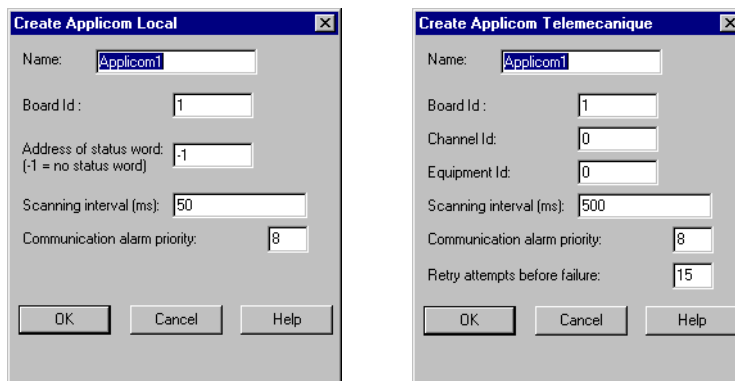 Create Applicom Local
Name: Applicom1
Board Id : 1
Address of status word: -1
(-1 = no status word)
Scanning interval (ms): 50
Communication alarm priority: 8
OK Cancel Help
Create Applicom Telemecanique
Name: Applicom1
Board Id : 1
Channel Id: 0
Equipment Id: 0
Scanning interval (ms): 500
Communication alarm priority: 8
Retry attempts before failure: 15
OK Cancel Help